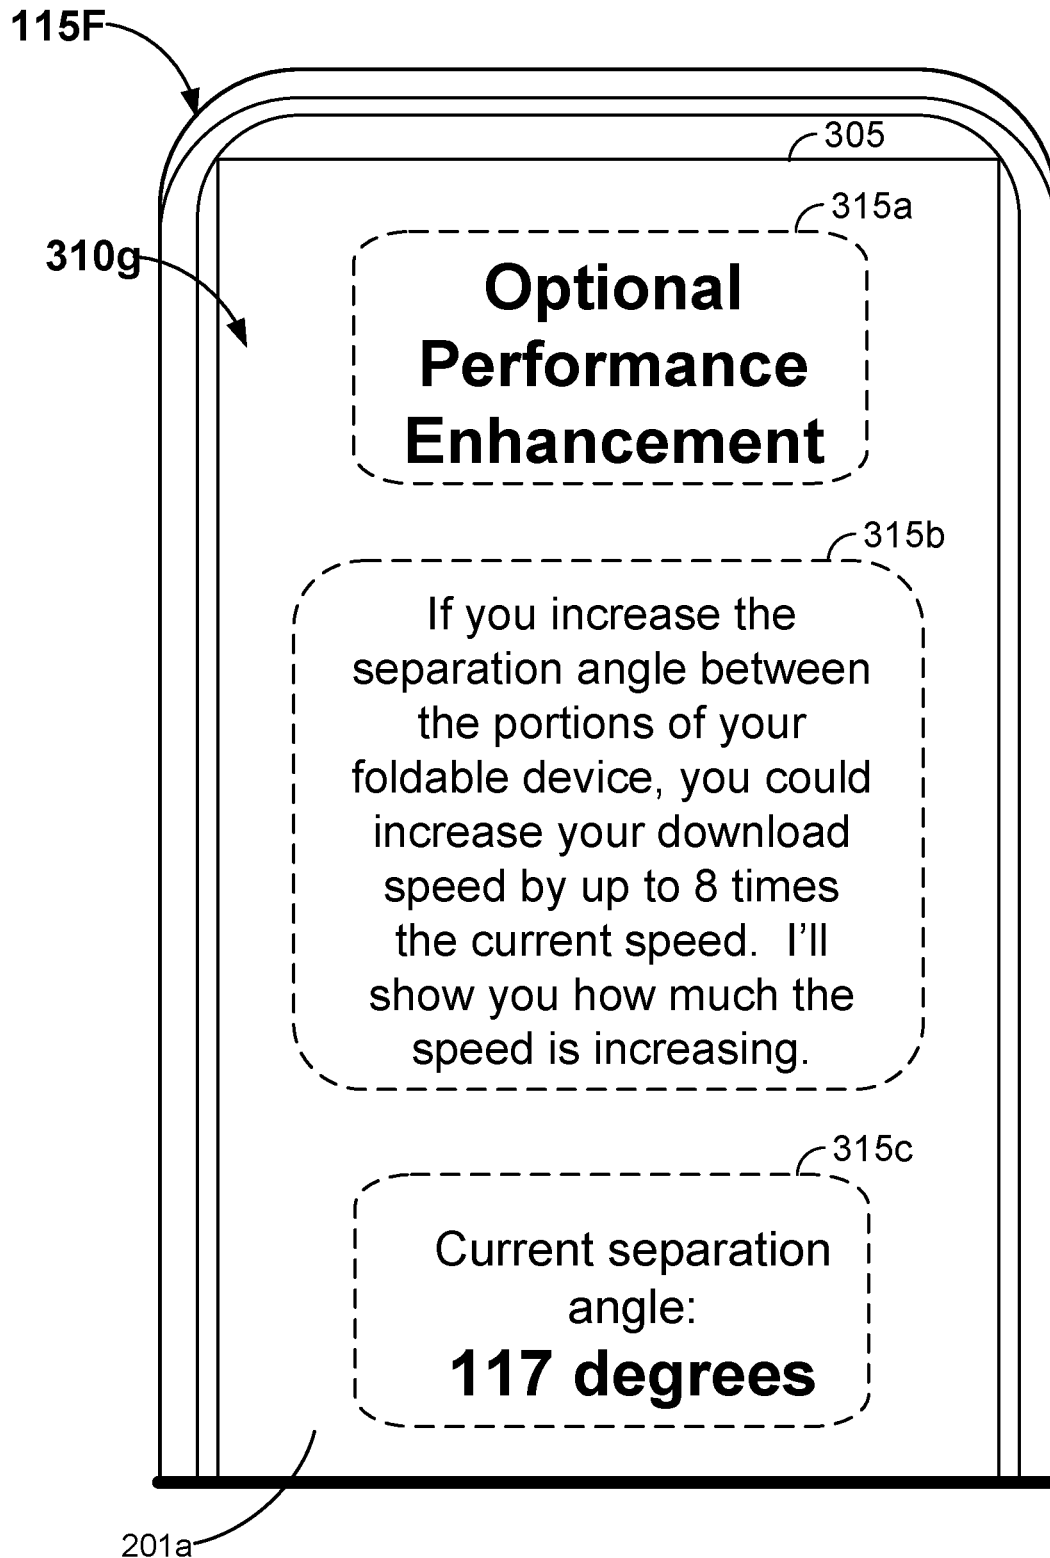 115F
305
315a
310g
Optional
Performance
Enhancement
315b
If you increase the
separation angle between
the portions of your
foldable device, you could
increase your download
speed by up to 8 times
the current speed.  I’ll
show you how much the
speed is increasing.
315c
Current separation
angle:
117 degrees
201a